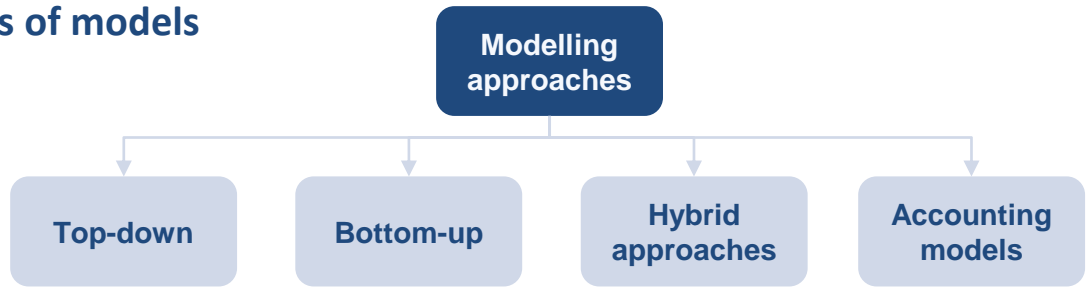 s of models
Modelling
approaches
Top-down
Bottom-up
Hybrid
approaches
Accounting
models